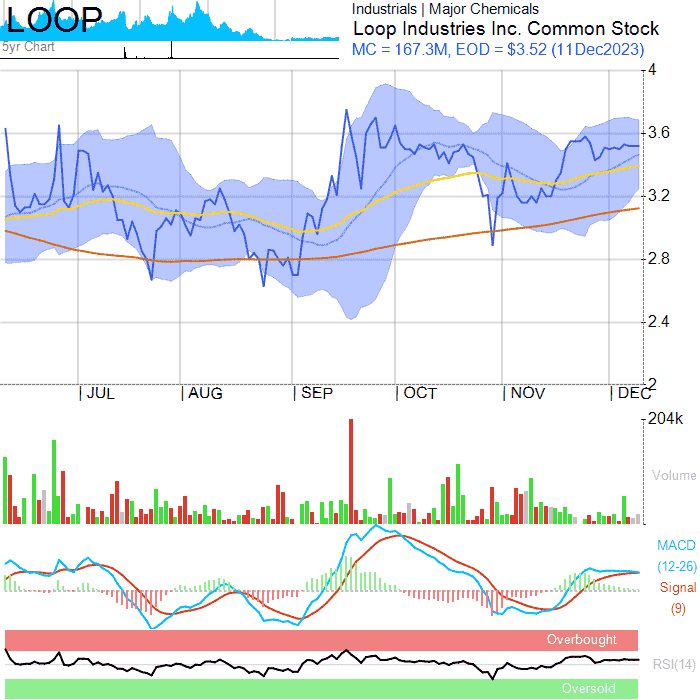 LOOP
5yr Chart
Industrials | Major Chemicals
Loop Industries Inc. Common Stock
MC = 167.3M, EOD = $3.52 (11Dec2023)
4
3.6
3.2
2.8
2.4
2
| JUL | AUG | SEP | OCT | NOV | DEC
204k
Volume
MACD
(12-26)
Signal
(9)
Overbought
RSI(14)
Oversold